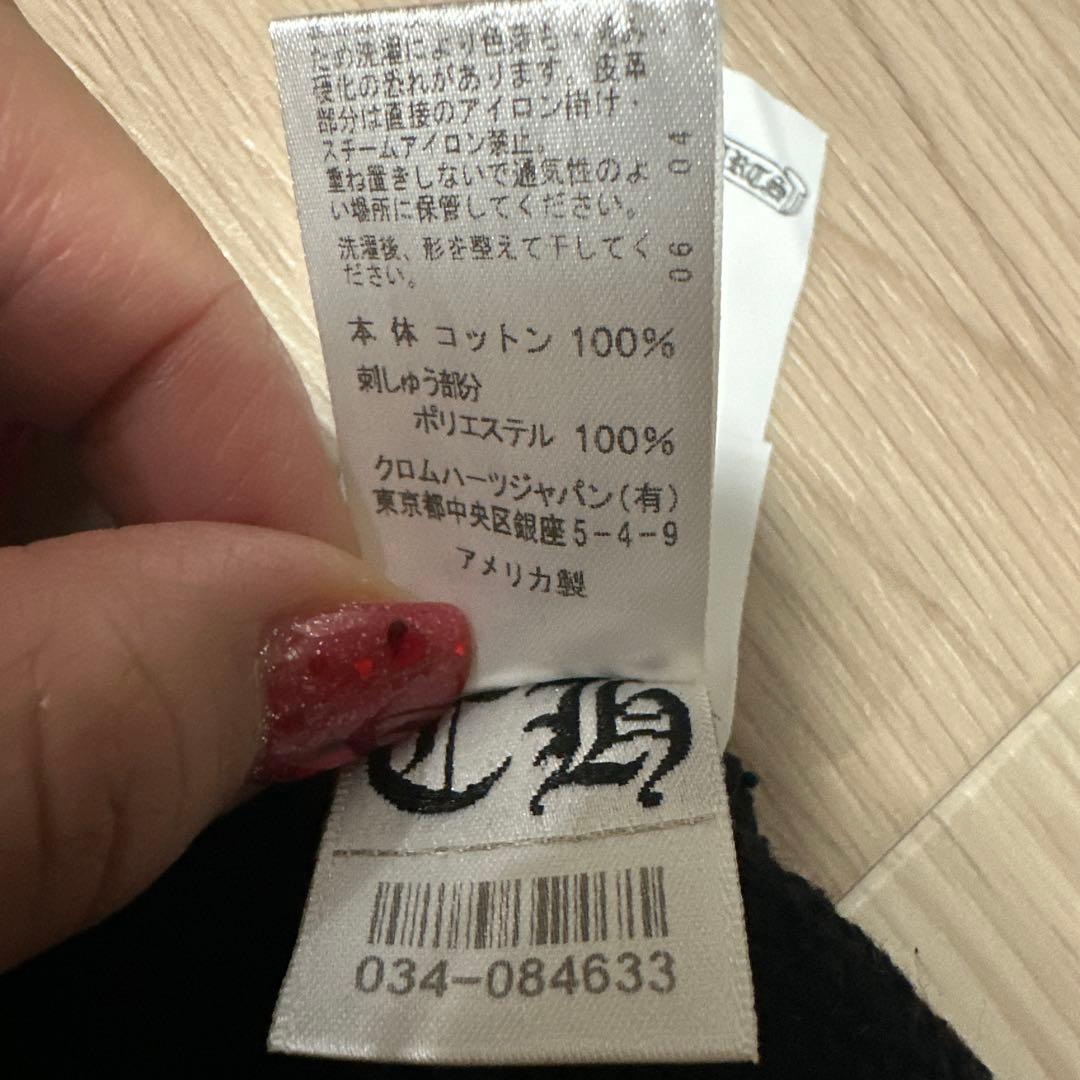 ため洗濯により色落ち・
硬化の恐れがあります。皮革
部分は直接のアイロン掛け・
スチームアイロン禁止。
重ね置きしないで通気性のよ
い場所に保管してください。
洗濯後、形を整えて干してく
ださい。
06 04
本体 コットン 100%
刺しゅう部分
ポリエステル 100%
クロムハーツジャパン(有)
東京都中央区銀座5-4-9
アメリカ製
CH
034-084633